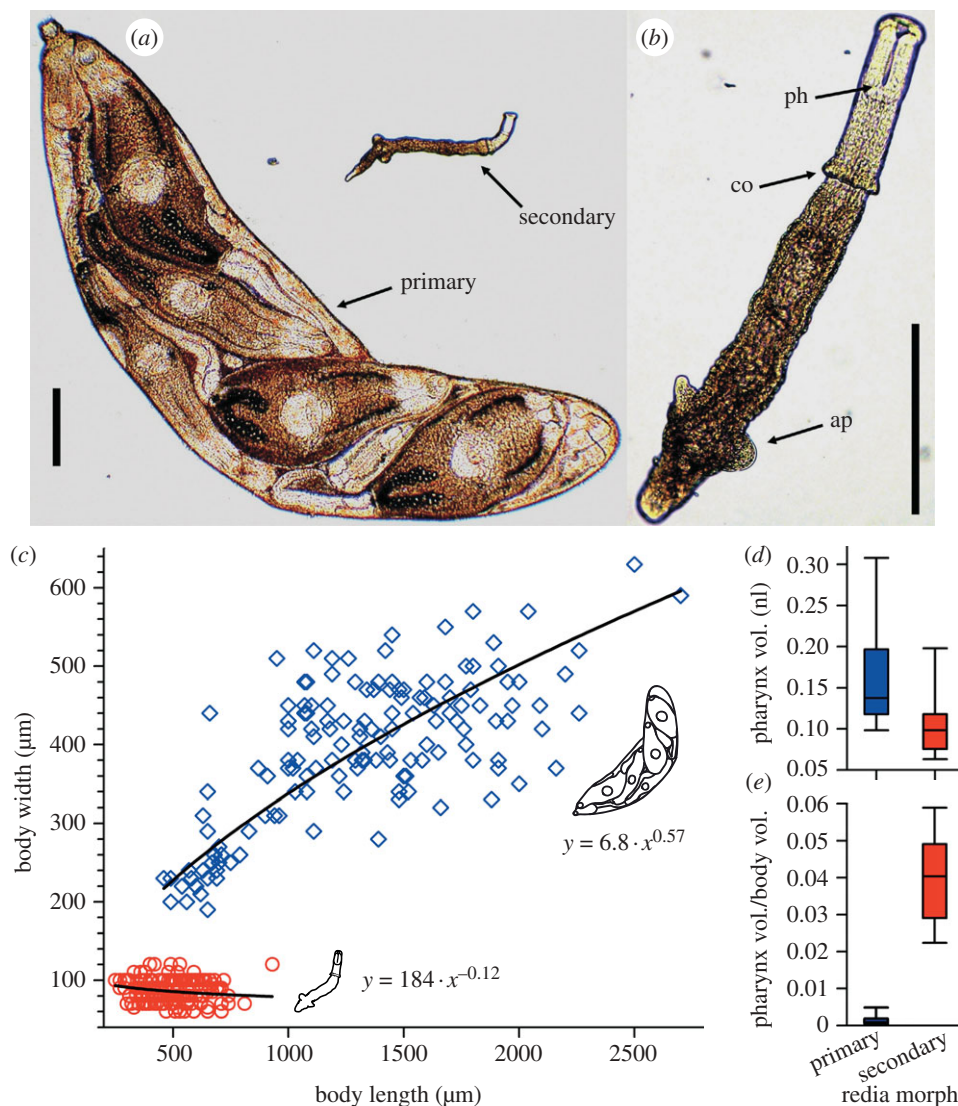 (a)
secondary
primary
(b)
ph
co
ap
(c)
600
500
400
300
200
100
500
1000
1500
2000
2500
body width (µm)
body length (µm)
y = 6.8 · x^0.57
y = 184 · x^–0.12
(d)
0.30
0.25
0.20
0.15
0.10
0.05
pharynx vol. (nl)
(e)
0.06
0.05
0.04
0.03
0.02
0.01
0
pharynx vol./body vol.
primary
secondary
redia morph